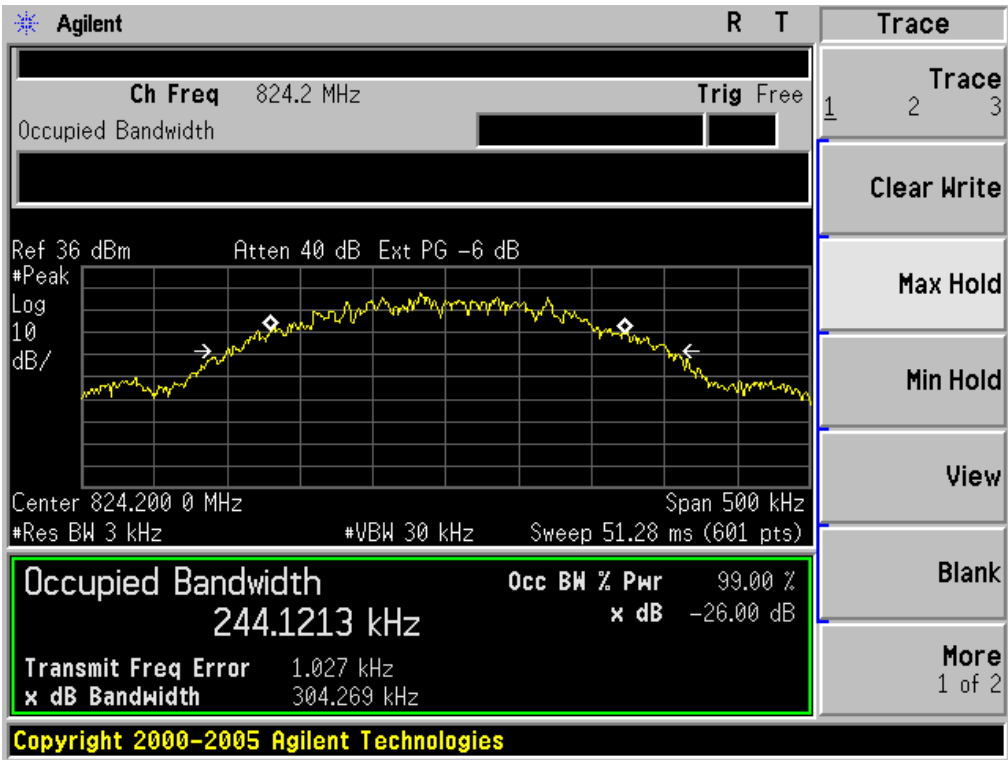 Agilent R T
Ch Freq 824.2 MHz Trig Free
Occupied Bandwidth
Ref 36 dBm Atten 40 dB Ext PG -6 dB
#Peak
Log
10
dB/
Center 824.200 0 MHz Span 500 kHz
#Res BW 3 kHz #VBW 30 kHz Sweep 51.28 ms (601 pts)
Occupied Bandwidth Occ BW % Pwr 99.00 %
244.1213 kHz x dB -26.00 dB
Transmit Freq Error 1.027 kHz
x dB Bandwidth 304.269 kHz
Copyright 2000-2005 Agilent Technologies
Trace
Trace
1 2 3
Clear Write
Max Hold
Min Hold
View
Blank
More
1 of 2